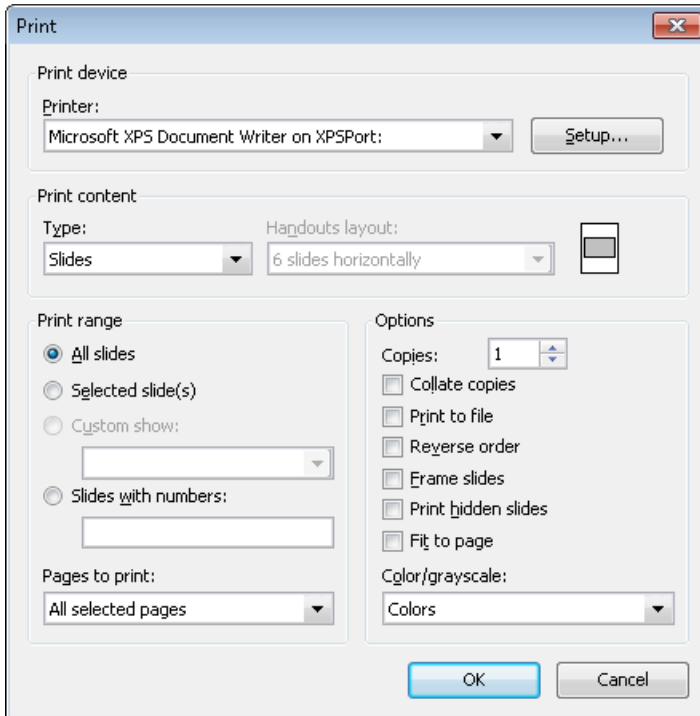 Print
Print device
Printer:
Microsoft XPS Document Writer on XPSPort:
Setup...
Print content
Type:
Handouts layout:
Slides
6 slides horizontally
Print range
All slides
Selected slide(s)
Custom show:
Slides with numbers:
Pages to print:
All selected pages
Options
Copies:
1
Collate copies
Print to file
Reverse order
Frame slides
Print hidden slides
Fit to page
Color/grayscale:
Colors
OK
Cancel